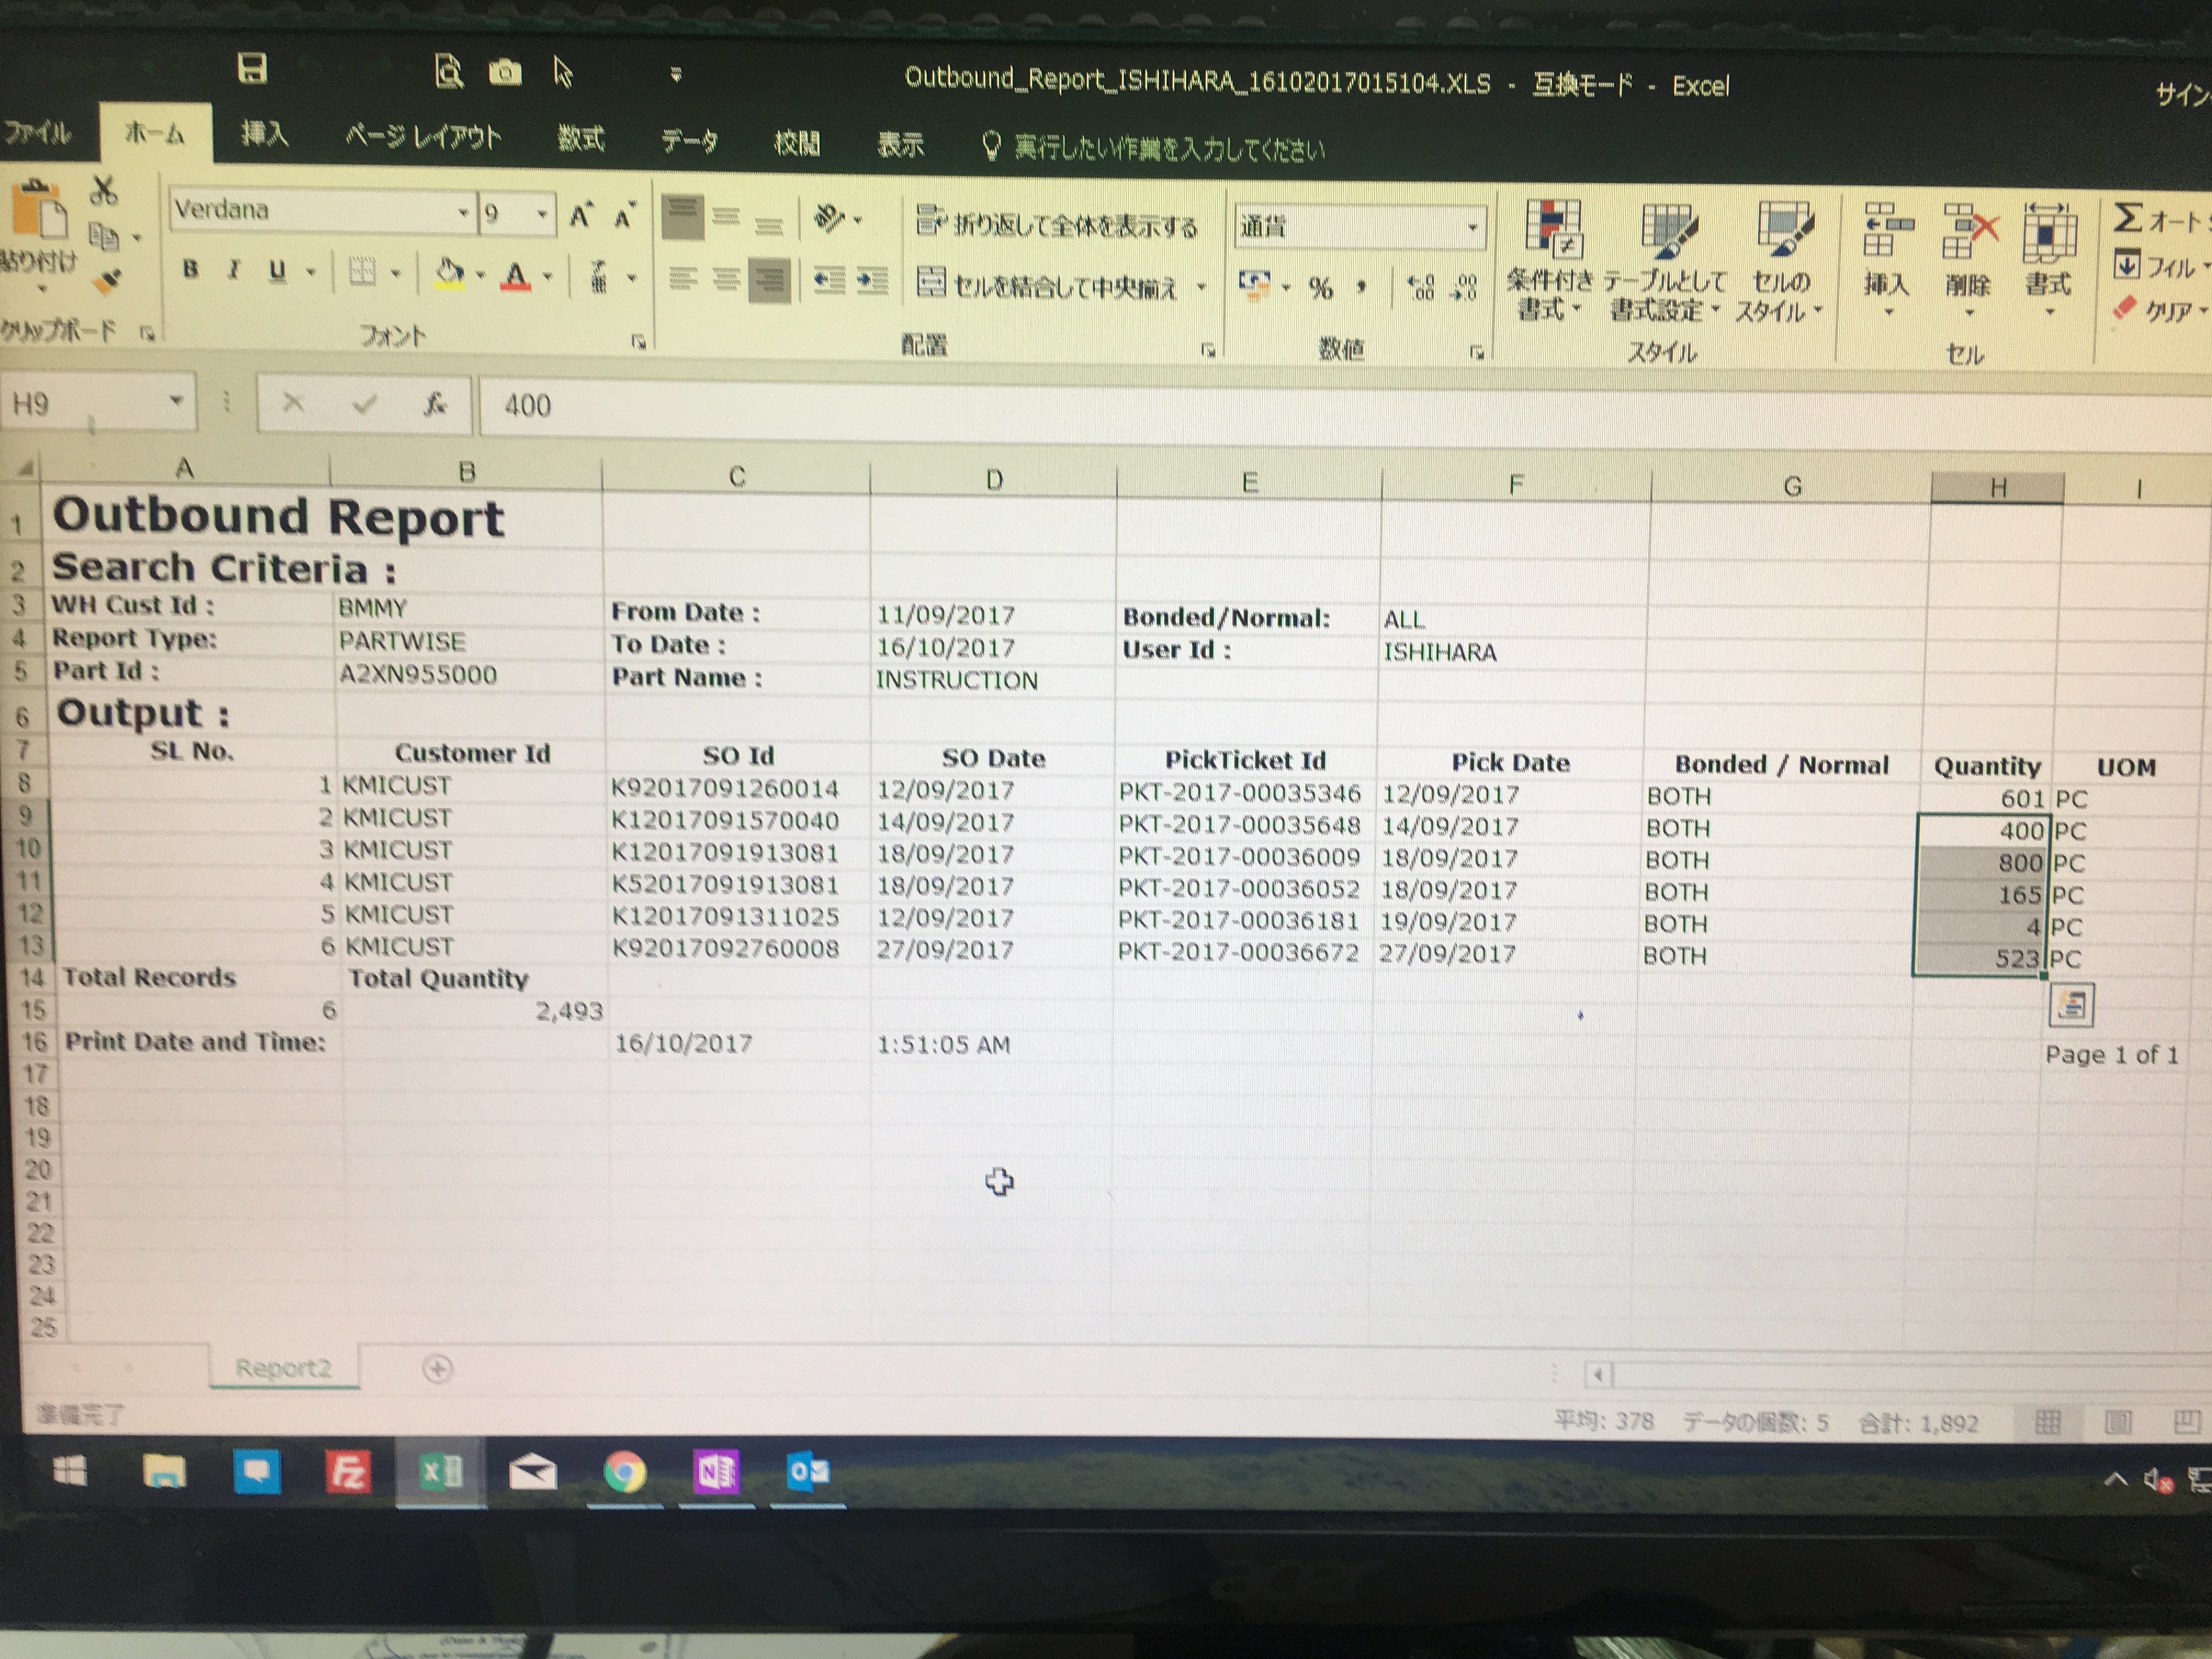 Outbound_Report_ISHIHARA_16102017015104.XLS - 互換モード - Excel
サイン
ファイル ホーム 挿入 ページ レイアウト 数式 データ 校閲 表示 実行したい作業を入力してください
Verdana 9 折り返して全体を表示する 通貨 オート
貼り付け B I U A セルを結合して中央揃え % 条件付き書式 テーブルとして書式設定 セルのスタイル 挿入 削除 書式 フィル
クリア
クリップボード フォント 配置 数値 スタイル セル
H9 fx 400
A B C D E F G H I
1 Outbound Report
2 Search Criteria :
3 WH Cust Id : BMMY From Date : 11/09/2017 Bonded/Normal: ALL
4 Report Type: PARTWISE To Date : 16/10/2017 User Id : ISHIHARA
5 Part Id : A2XN955000 Part Name : INSTRUCTION
6 Output :
7 SL No. Customer Id SO Id SO Date PickTicket Id Pick Date Bonded / Normal Quantity UOM
8 1 KMICUST K92017091260014 12/09/2017 PKT-2017-00035346 12/09/2017 BOTH 601 PC
9 2 KMICUST K12017091570040 14/09/2017 PKT-2017-00035648 14/09/2017 BOTH 400 PC
10 3 KMICUST K12017091913081 18/09/2017 PKT-2017-00036009 18/09/2017 BOTH 800 PC
11 4 KMICUST K52017091913081 18/09/2017 PKT-2017-00036052 18/09/2017 BOTH 165 PC
12 5 KMICUST K12017091311025 12/09/2017 PKT-2017-00036181 19/09/2017 BOTH 4 PC
13 6 KMICUST K92017092760008 27/09/2017 PKT-2017-00036672 27/09/2017 BOTH 523 PC
14 Total Records Total Quantity
15 6 2,493
16 Print Date and Time: 16/10/2017 1:51:05 AM Page 1 of 1
17
18
19
20
21
22
23
24
25
Report2
準備完了 平均: 378 データの個数: 5 合計: 1,892
acer